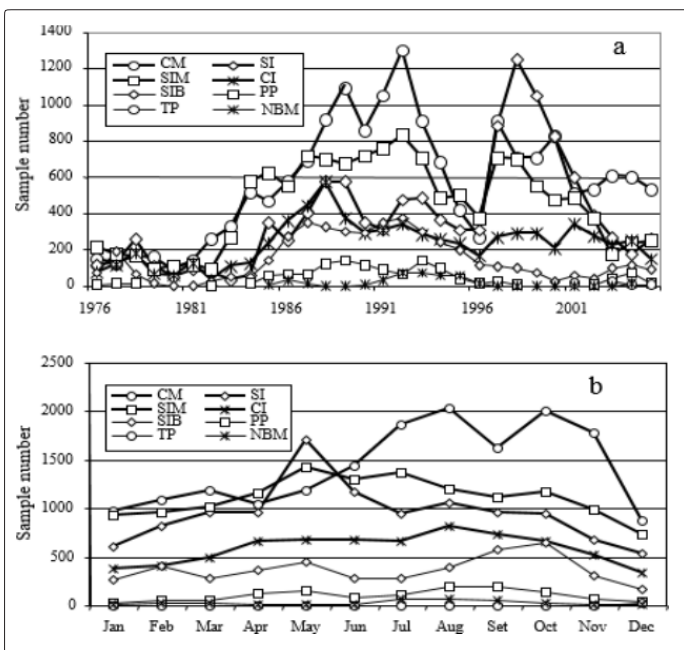 a
1400
1200
1000
800
600
400
200
0
Sample number
CM SI
SIM CI
SIB PP
TP NBM
1976 1981 1986 1991 1996 2001
b
2500
2000
1500
1000
500
0
Sample number
CM SI
SIM CI
SIB PP
TP NBM
Jan Feb Mar Apr May Jun Jul Aug Set Oct Nov Dec